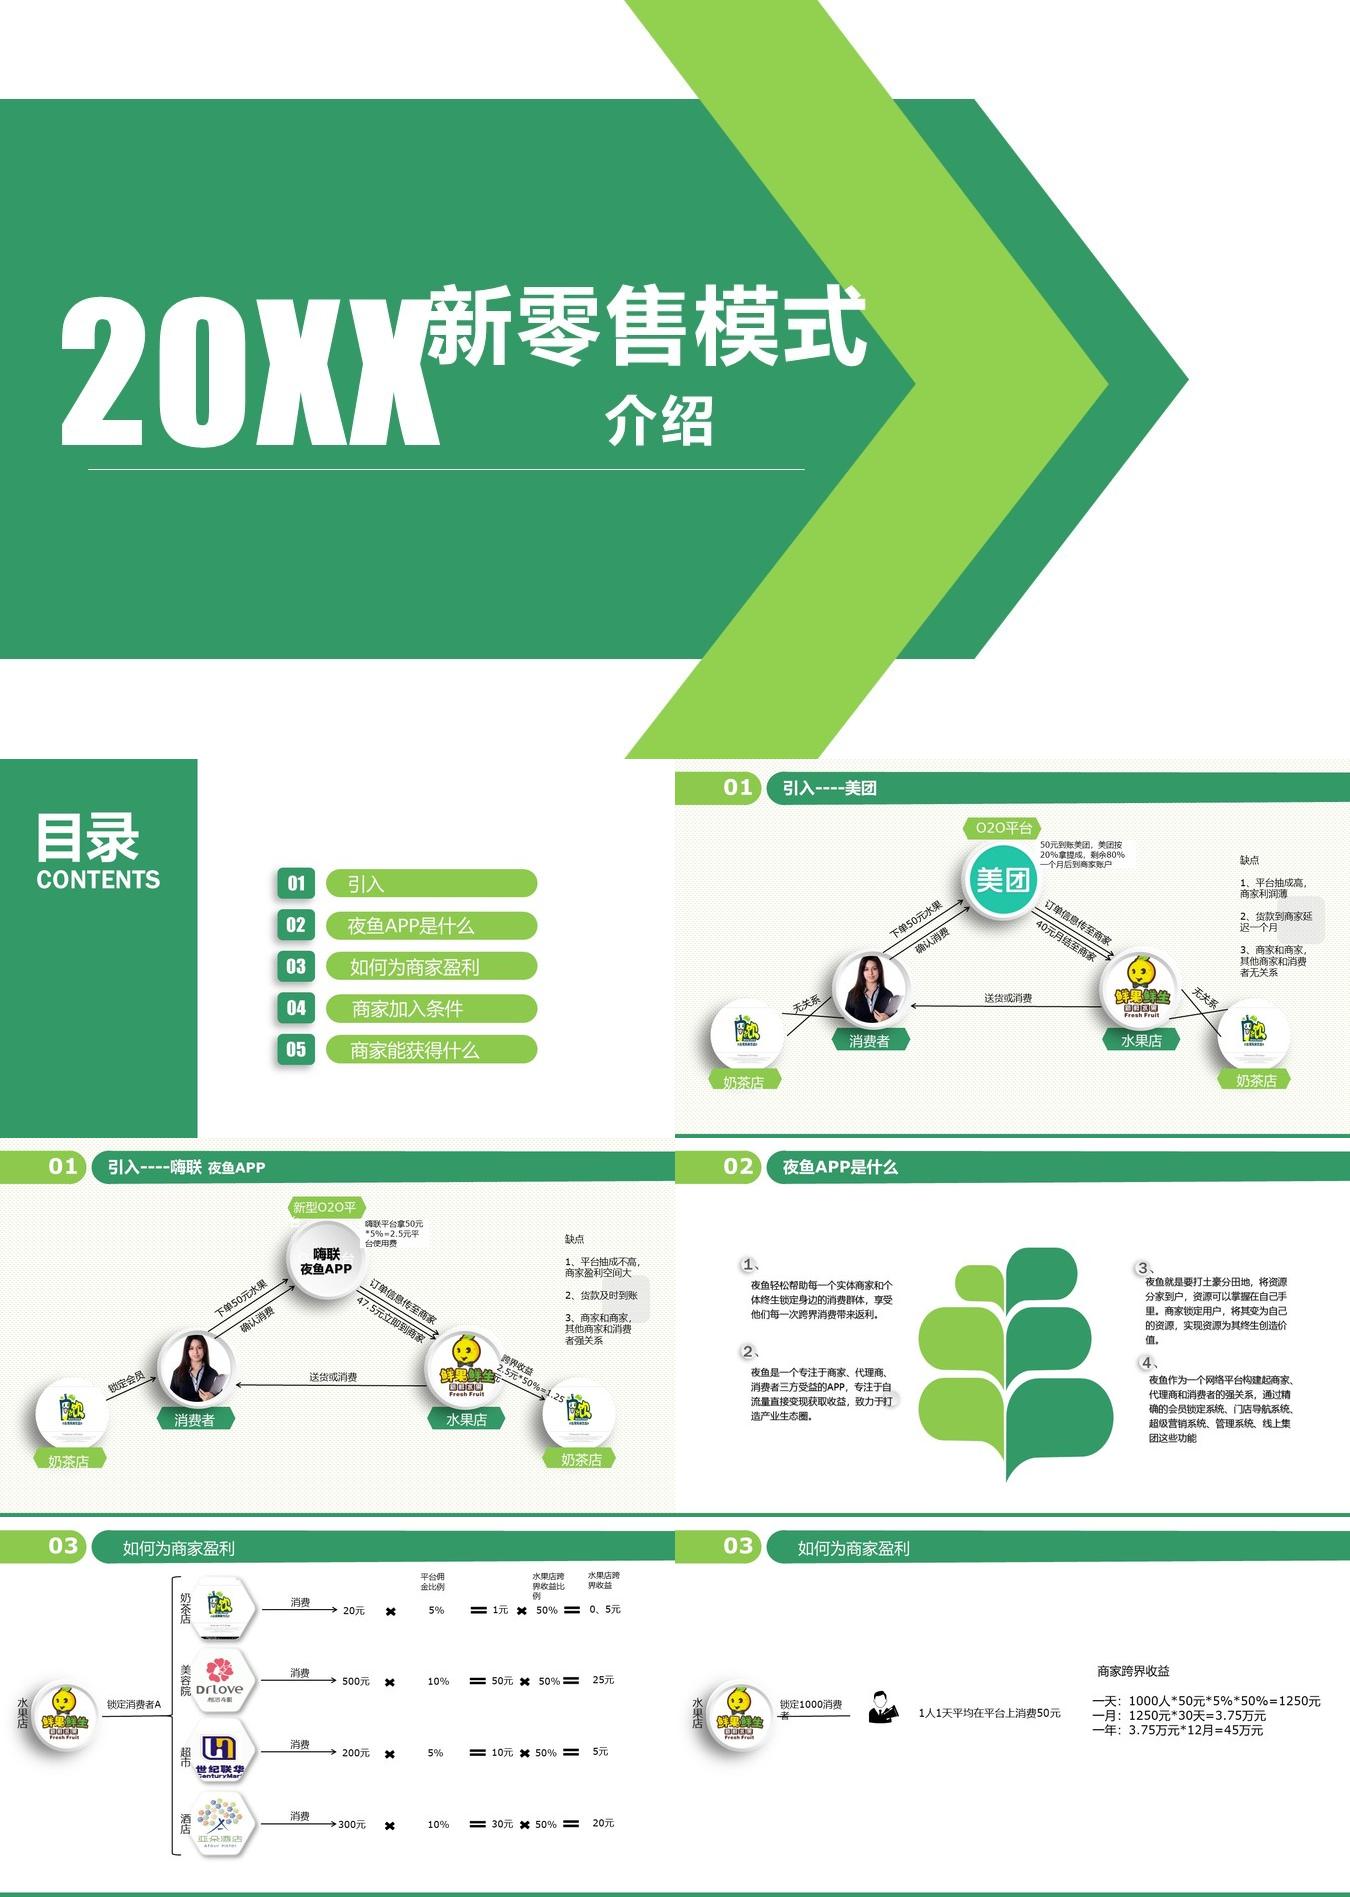 20XX
新零售模式
介绍
目录
CONTENTS
01
引入
02
夜鱼APP是什么
03
如何为商家盈利
04
商家加入条件
05
商家能获得什么
01
引入----美团
O2O平台
50元到账美团，美团按
20%拿提成，剩余80%
一个月后到商家账户
美团
下单50元水果
确认消费
订单信息传至商家
40元月结至商家
缺点
1、平台抽成高，
商家利润薄
2、货款到商家延
迟一个月
3、商家和商家，
其他商家和消费
者无关系
无关系
送货或消费
无关系
鲜果鲜生
Fresh Fruit
消费者
水果店
奶茶店
奶茶店
01
引入----嗨联 夜鱼APP
新型O2O平
嗨联平台拿50元
*5%=2.5元平
台使用费
嗨联
夜鱼APP
下单50元水果
确认消费
订单信息传至商家
47.5元立即到商家
缺点
1、平台抽成不高，
商家盈利空间大
2、货款及时到账
3、商家和商家，
其他商家和消费
者强关系
锁定会员
送货或消费
跨界收益
2.5元*50%=1.25
鲜果鲜生
Fresh Fruit
消费者
水果店
奶茶店
奶茶店
02
夜鱼APP是什么
1、
夜鱼轻松帮助每一个实体商家和个
体终生锁定身边的消费群体，享受
他们每一次跨界消费带来返利。
2、
夜鱼是一个专注于商家、代理商、
消费者三方受益的APP，专注于自
流量直接变现获取收益，致力于打
造产业生态圈。
3、
夜鱼就是要打土豪分田地，将资源
分家到户，资源可以掌握在自己手
里。商家锁定用户，将其变为自己
的资源，实现资源为其终生创造价
值。
4、
夜鱼作为一个网络平台构建起商家、
代理商和消费者的强关系，通过精
确的会员锁定系统、门店导航系统、
超级营销系统、管理系统、线上集
团这些功能
03
如何为商家盈利
平台佣
金比例
水果店跨
界收益比
例
水果店跨
界收益
奶茶店
消费
20元 ✖ 5% = 1元 ✖ 50% = 0、5元
美容院
DrLove
消费
500元 ✖ 10% = 50元 ✖ 50% = 25元
水果店
鲜果鲜生
Fresh Fruit
锁定消费者A
超市
世纪联华
CenturyMart
消费
200元 ✖ 5% = 10元 ✖ 50% = 5元
酒店
亚朵酒店
Atour Hotel
消费
300元 ✖ 10% = 30元 ✖ 50% = 20元
03
如何为商家盈利
水果店
鲜果鲜生
Fresh Fruit
锁定1000消费
者
1人1天平均在平台上消费50元
商家跨界收益
一天：1000人*50元*5%*50%=1250元
一月：1250元*30天=3.75万元
一年：3.75万元*12月=45万元